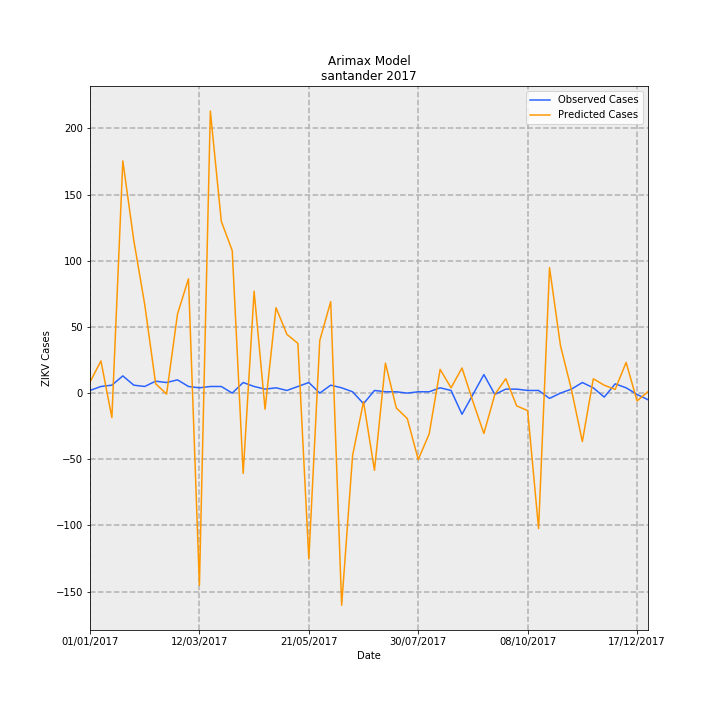 Arimax Model
santander 2017
Observed Cases
Predicted Cases
200
150
100
50
0
−50
−100
−150
ZIKV Cases
01/01/2017 12/03/2017 21/05/2017 30/07/2017 08/10/2017 17/12/2017
Date